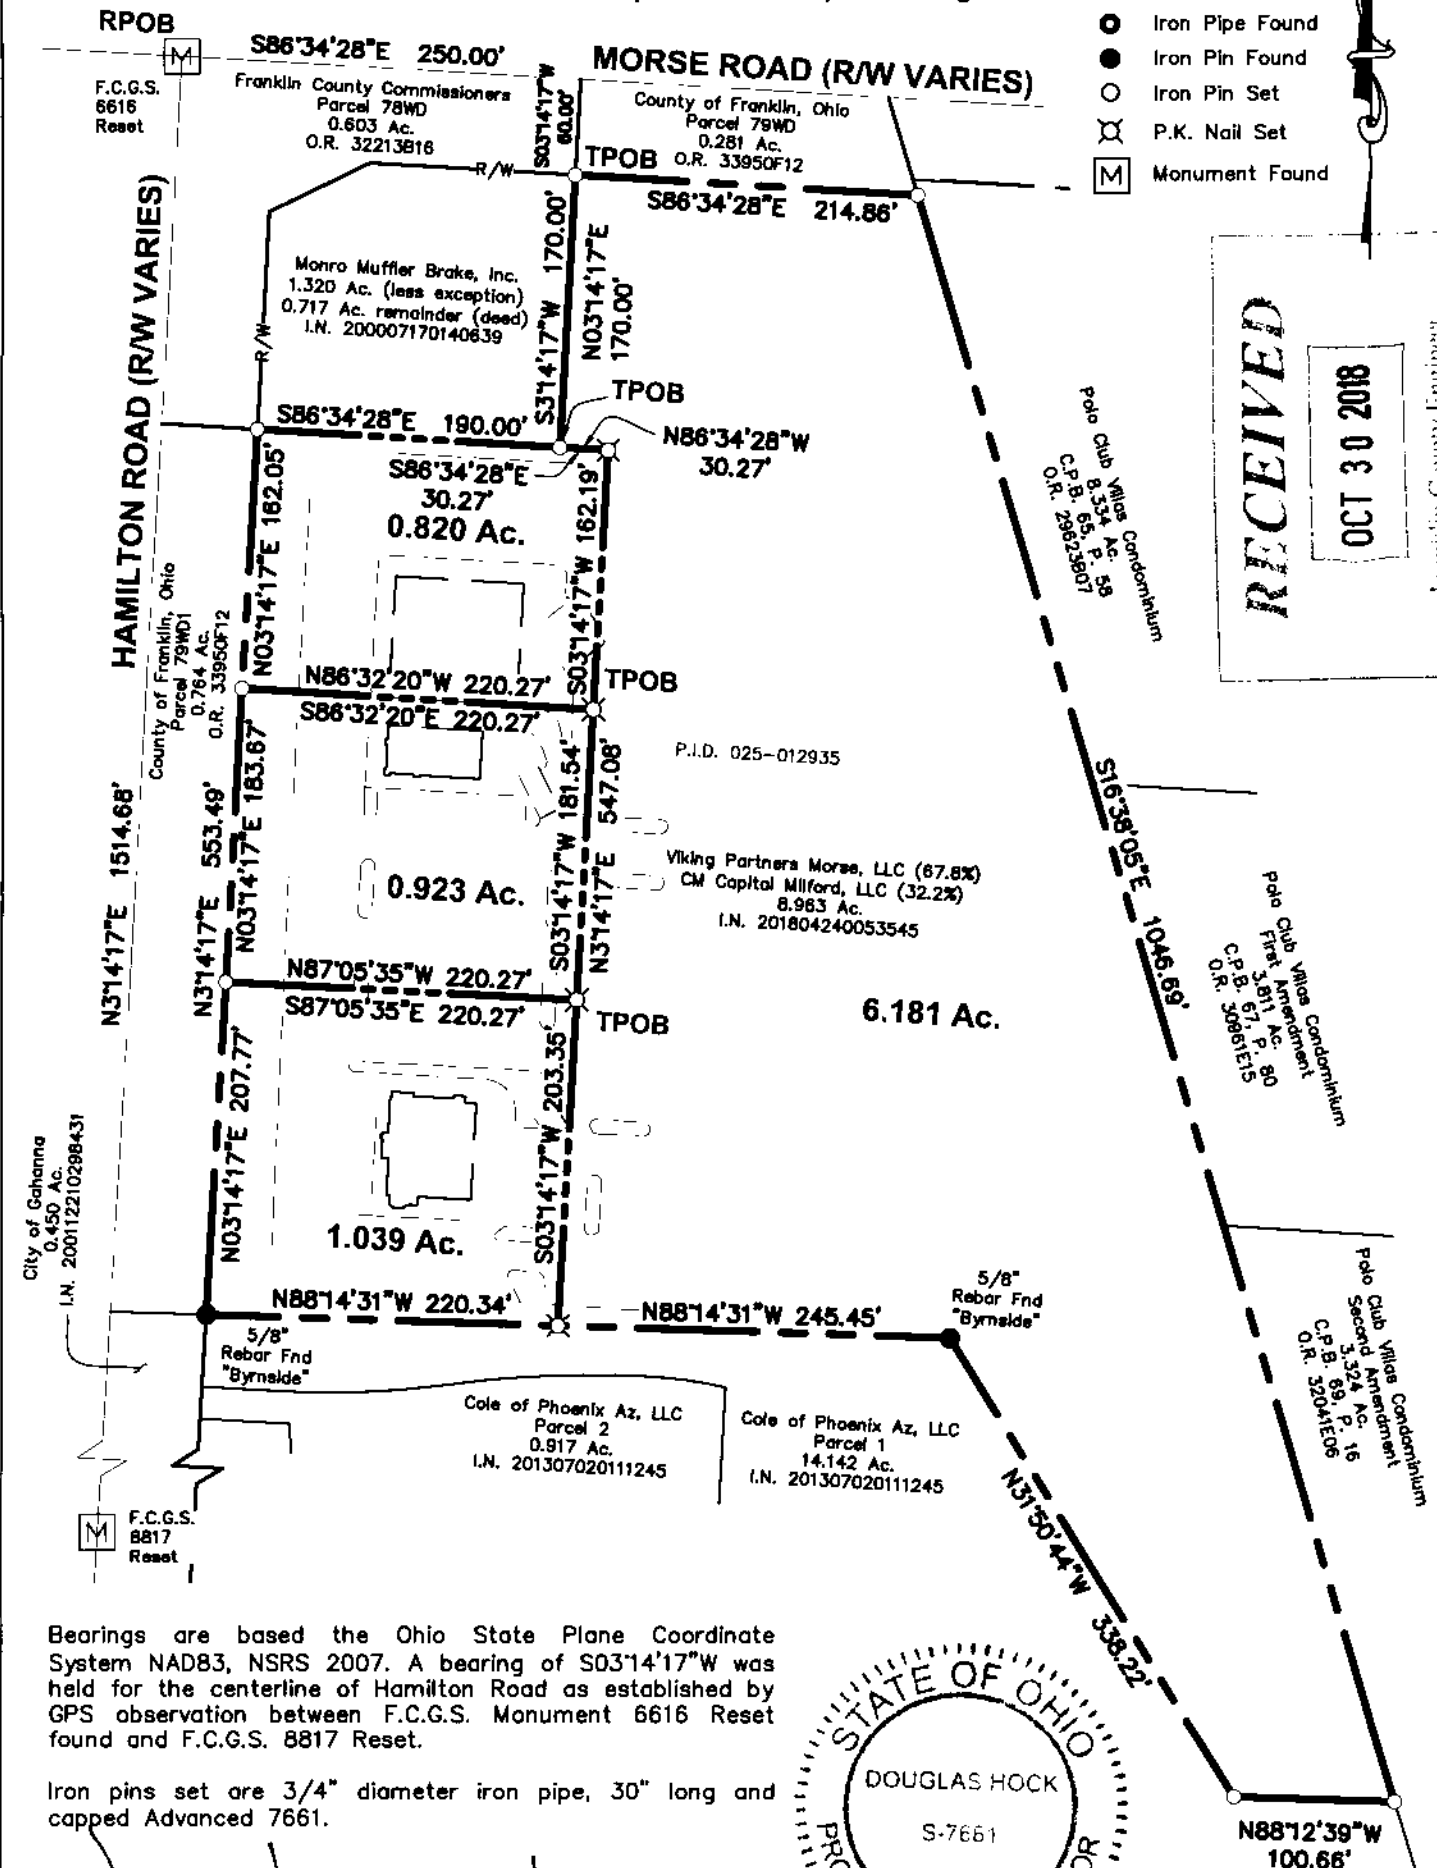 RPOB
S86°34'28"E 250.00'
MORSE ROAD (R/W VARIES)
Iron Pipe Found
Iron Pin Found
Iron Pin Set
P.K. Nail Set
M Monument Found
M
F.C.G.S.
6616
Reset
Franklin County Commissioners
Parcel 78WD
0.603 Ac.
O.R. 32213B16
S03°14'17"W
60.00'
County of Franklin, Ohio
Parcel 79WD
0.281 Ac.
O.R. 33950F12
R/W
TPOB
S86°34'28"E 214.86'
HAMILTON ROAD (R/W VARIES)
R/W
Monro Muffler Brake, Inc.
1.320 Ac. (less exception)
0.717 Ac. remainder (deed)
I.N. 200007170140639
S3°14'17"W 170.00'
N03°14'17"E
170.00'
RECEIVED
OCT 30 2018
TPOB
S86°34'28"E 190.00'
N86°34'28"W
30.27'
S86°34'28"E
30.27'
0.820 Ac.
N03°14'17"E 162.05'
S03°14'17"W 162.19'
Polo Club Villas Condominium
8.334 Ac.
C.P.B. 65, P. 58
O.R. 29623B07
County of Franklin, Ohio
Parcel 79WD1
0.764 Ac.
O.R. 33950F12
N86°32'20"W 220.27'
TPOB
S86°32'20"E 220.27'
P.I.D. 025-012935
N3°14'17"E 1514.68'
N3°14'17"E 553.49'
N03°14'17"E 183.67'
S03°14'17"W 181.54'
N3°14'17"E 547.08'
S16°38'05"E 1046.69'
0.923 Ac.
Viking Partners Morse, LLC (67.8%)
CM Capital Milford, LLC (32.2%)
8.963 Ac.
I.N. 201804240053545
Polo Club Villas Condominium
First Amendment
3.811 Ac.
C.P.B. 67, P. 80
O.R. 30861E15
N87°05'35"W 220.27'
S87°05'35"E 220.27'
TPOB
6.181 Ac.
N03°14'17"E 207.77'
S03°14'17"W 203.35'
City of Gahanna
0.450 Ac.
I.N. 200112210298431
1.039 Ac.
N88°14'31"W 220.34'
N88°14'31"W 245.45'
5/8"
Rebar Fnd
"Byrnside"
5/8"
Rebar Fnd
"Byrnside"
Polo Club Villas Condominium
Second Amendment
3.324 Ac.
C.P.B. 69, P. 16
O.R. 32041E06
Cole of Phoenix Az, LLC
Parcel 2
0.917 Ac.
I.N. 201307020111245
Cole of Phoenix Az, LLC
Parcel 1
14.142 Ac.
I.N. 201307020111245
N31°50'44"W 338.22'
M
F.C.G.S.
8817
Reset
Bearings are based the Ohio State Plane Coordinate
System NAD83, NSRS 2007. A bearing of S03°14'17"W was
held for the centerline of Hamilton Road as established by
GPS observation between F.C.G.S. Monument 6616 Reset
found and F.C.G.S. 8817 Reset.
Iron pins set are 3/4" diameter iron pipe, 30" long and
capped Advanced 7661.
STATE OF OHIO
DOUGLAS HOCK
S-7661
N88°12'39"W
100.66'